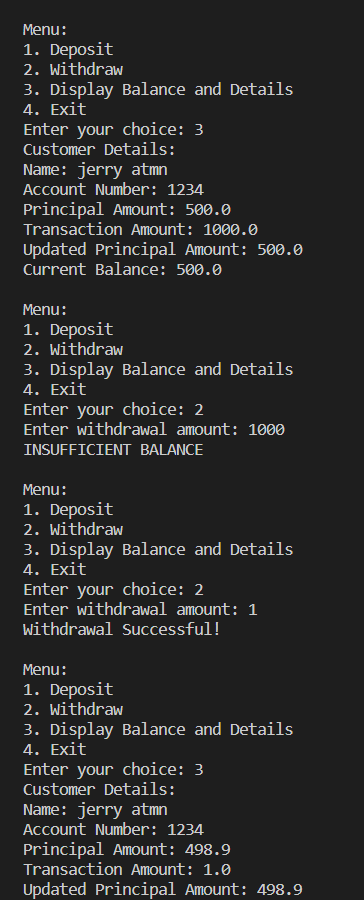 Menu:
1. Deposit
2. Withdraw
3. Display Balance and Details
4. Exit
Enter your choice: 3
Customer Details:
Name: jerry atmn
Account Number: 1234
Principal Amount: 500.0
Transaction Amount: 1000.0
Updated Principal Amount: 500.0
Current Balance: 500.0
Menu:
1. Deposit
2. Withdraw
3. Display Balance and Details
4. Exit
Enter your choice: 2
Enter withdrawal amount: 1000
INSUFFICIENT BALANCE
Menu:
1. Deposit
2. Withdraw
3. Display Balance and Details
4. Exit
Enter your choice: 2
Enter withdrawal amount: 1
Withdrawal Successful!
Menu:
1. Deposit
2. Withdraw
3. Display Balance and Details
4. Exit
Enter your choice: 3
Customer Details:
Name: jerry atmn
Account Number: 1234
Principal Amount: 498.9
Transaction Amount: 1.0
Updated Principal Amount: 498.9